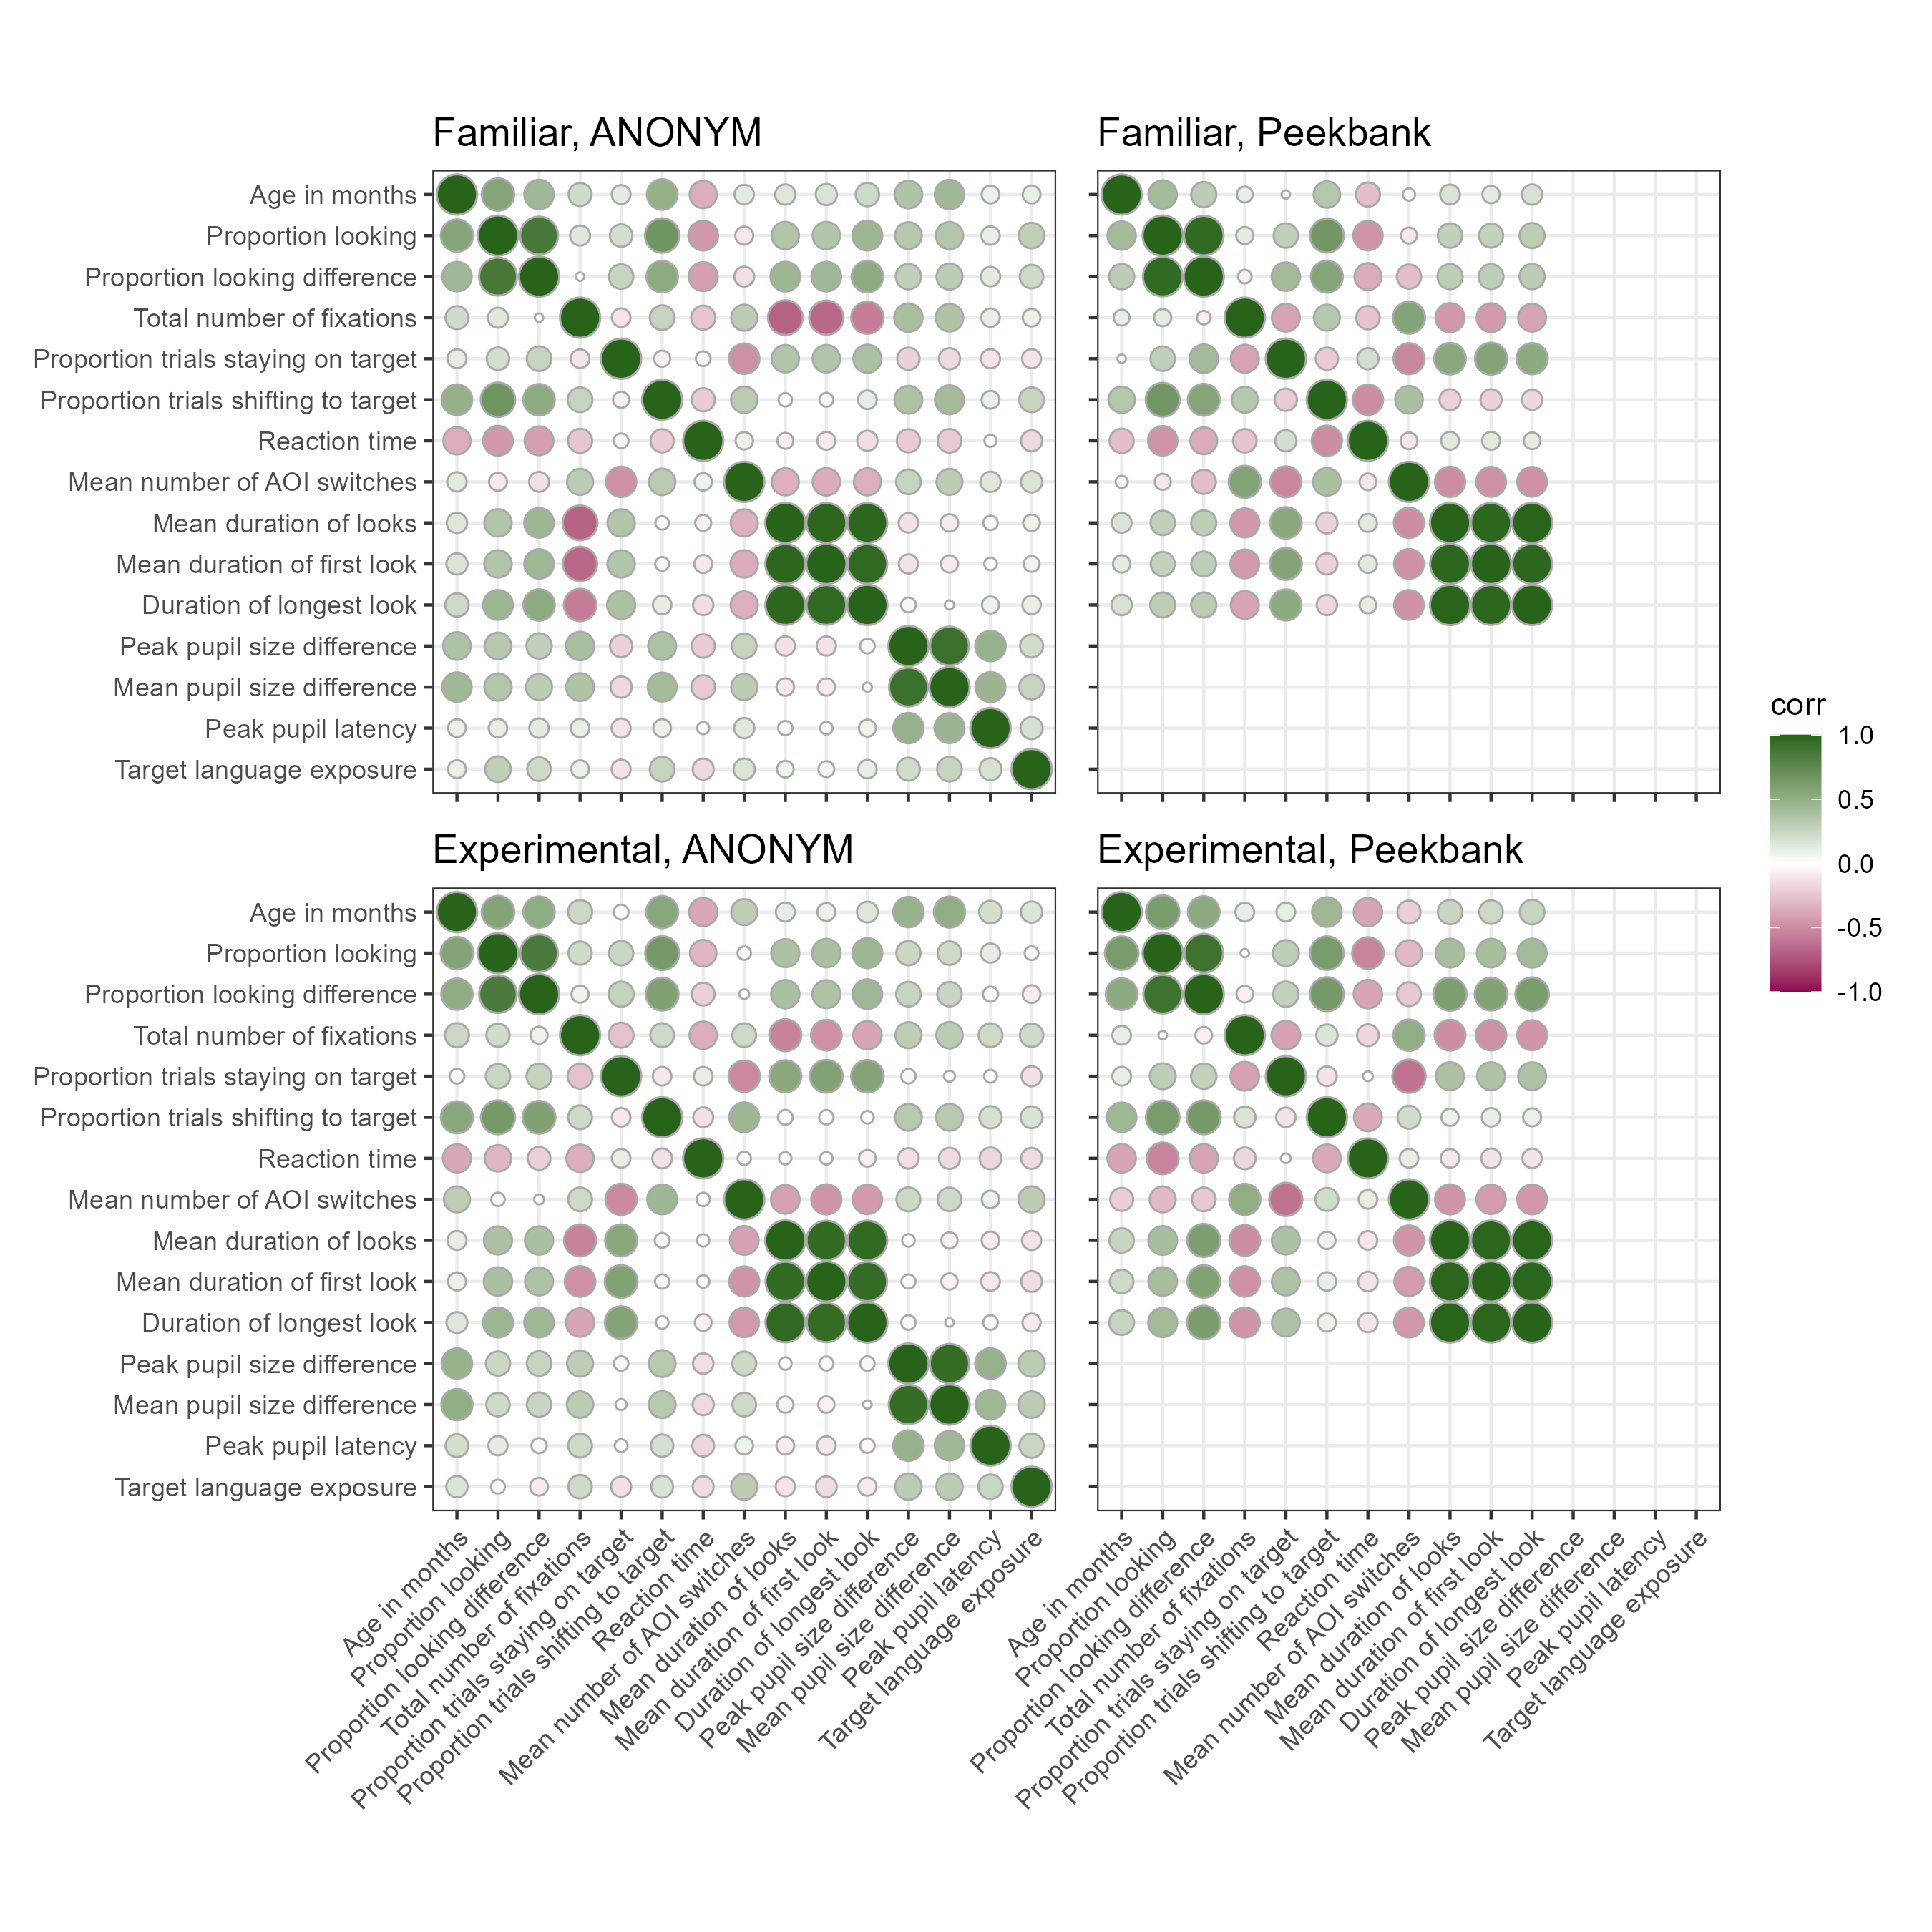 Familiar, ANONYM
Familiar, Peekbank
Age in months
Proportion looking
Proportion looking difference
Total number of fixations
Proportion trials staying on target
Proportion trials shifting to target
Reaction time
Mean number of AOI switches
Mean duration of looks
Mean duration of first look
Duration of longest look
Peak pupil size difference
Mean pupil size difference
Peak pupil latency
Target language exposure
corr
1.0
0.5
0.0
-0.5
-1.0
Experimental, ANONYM
Experimental, Peekbank
Age in months
Proportion looking
Proportion looking difference
Total number of fixations
Proportion trials staying on target
Proportion trials shifting to target
Reaction time
Mean number of AOI switches
Mean duration of looks
Mean duration of first look
Duration of longest look
Peak pupil size difference
Mean pupil size difference
Peak pupil latency
Target language exposure
Age in months
Proportion looking
Proportion looking difference
Total number of fixations
Proportion trials staying on target
Proportion trials shifting to target
Reaction time
Mean number of AOI switches
Mean duration of looks
Mean duration of first look
Duration of longest look
Peak pupil size difference
Mean pupil size difference
Peak pupil latency
Target language exposure
Age in months
Proportion looking
Proportion looking difference
Total number of fixations
Proportion trials staying on target
Proportion trials shifting to target
Reaction time
Mean number of AOI switches
Mean duration of looks
Mean duration of first look
Duration of longest look
Peak pupil size difference
Mean pupil size difference
Peak pupil latency
Target language exposure